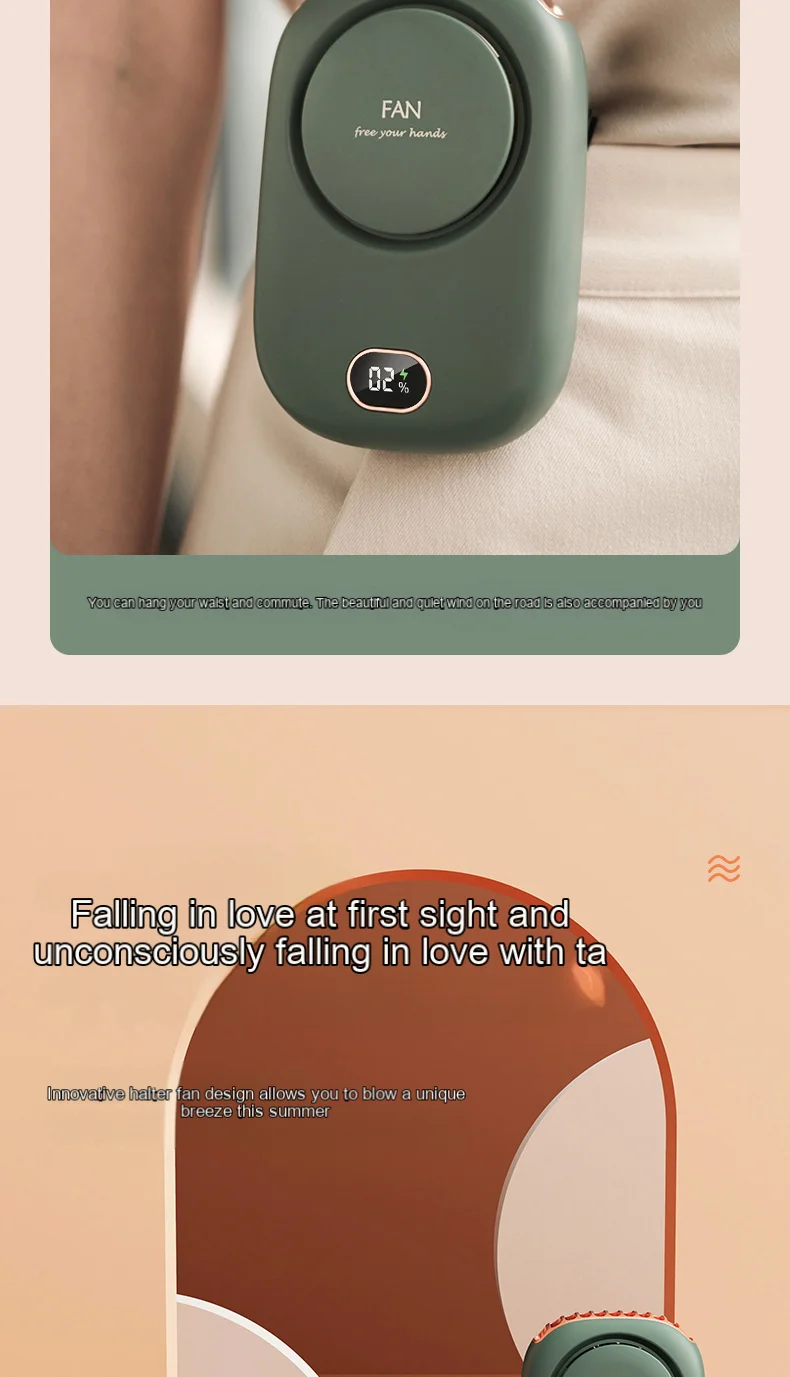 FAN
free your hands
02 %
You can hang your waist and commute. The beautiful and quiet wind on the road is also accompanied by you
Falling in love at first sight and
unconsciously falling in love with ta
Innovative halter fan design allows you to blow a unique
breeze this summer